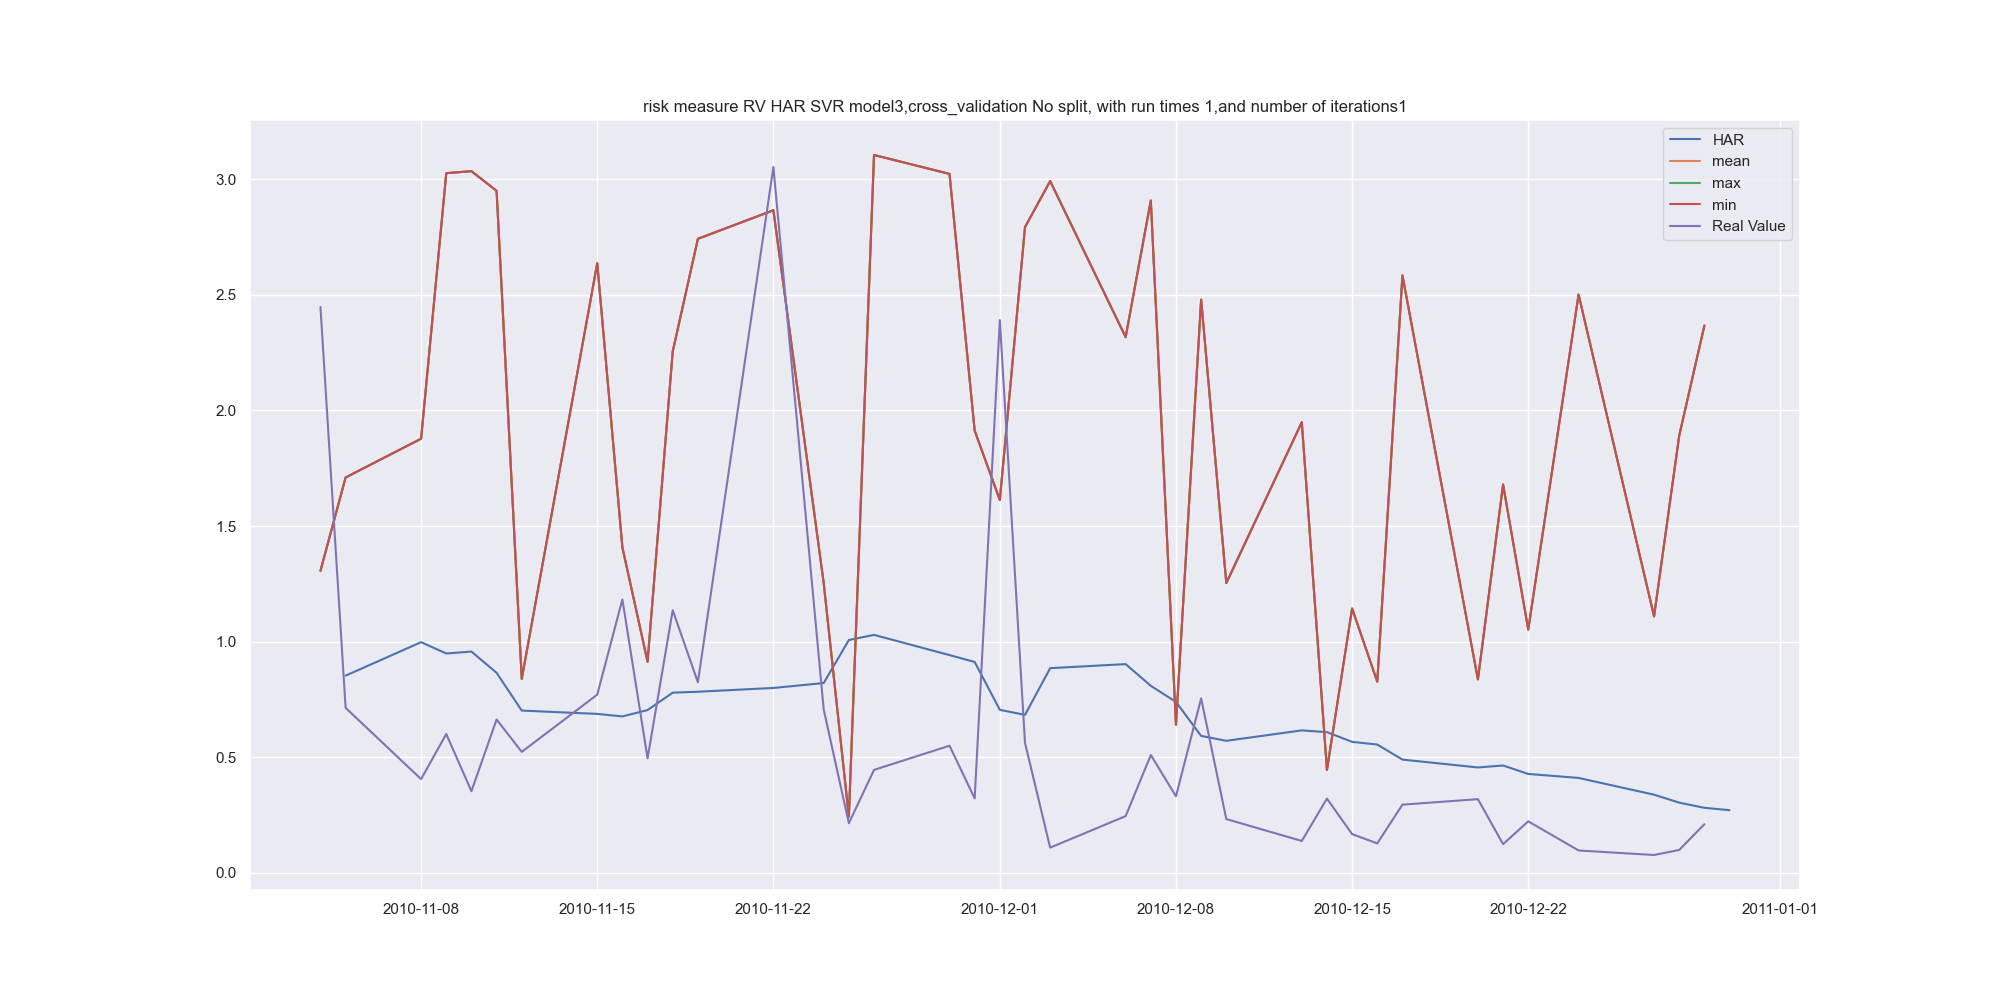 risk measure RV HAR SVR model3,cross_validation No split, with run times 1,and number of iterations1
HAR
mean
max
min
Real Value
3.0
2.5
2.0
1.5
1.0
0.5
0.0
2010-11-08
2010-11-15
2010-11-22
2010-12-01
2010-12-08
2010-12-15
2010-12-22
2011-01-01